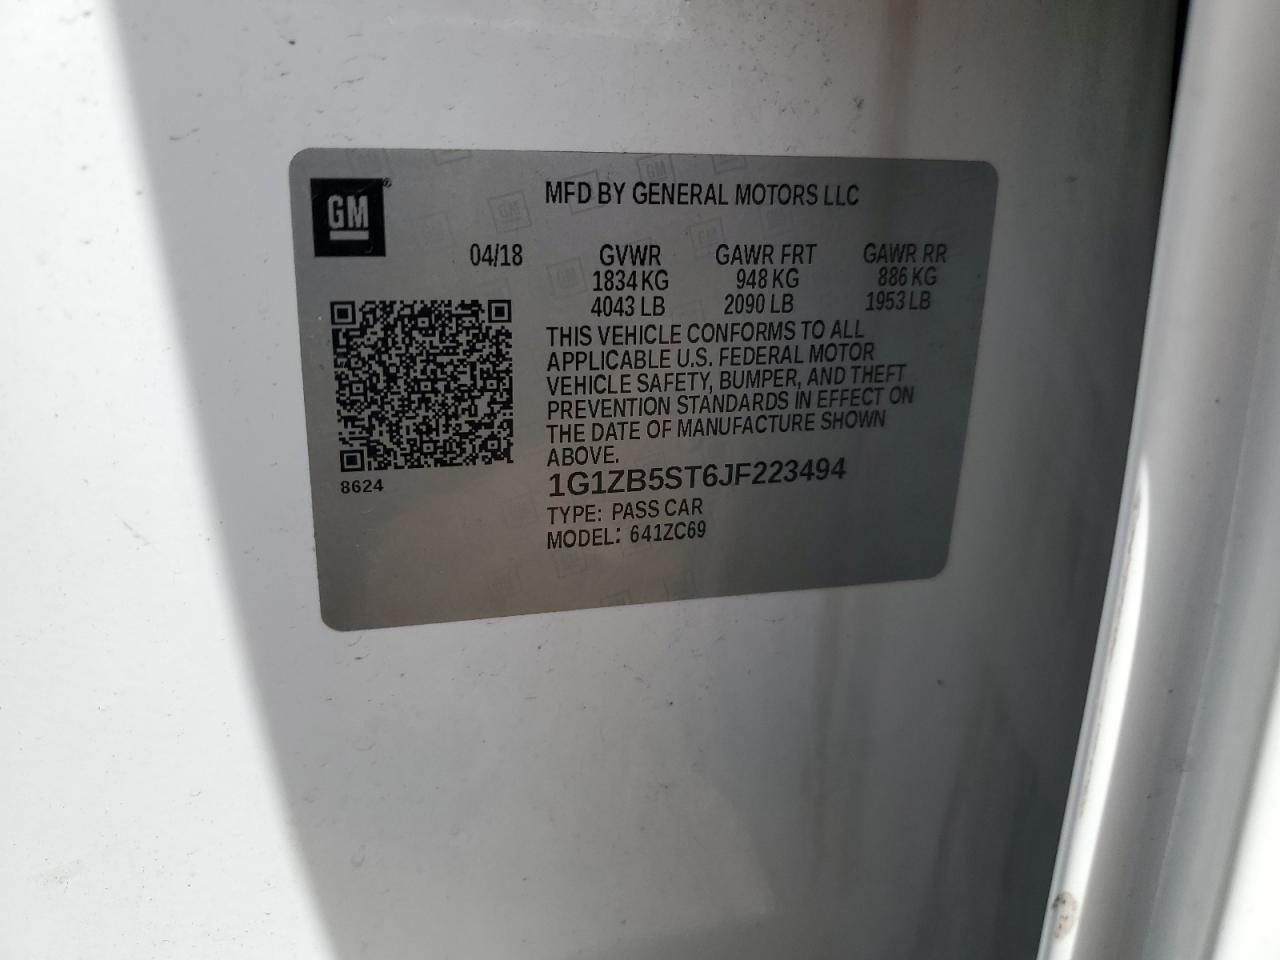 GM®
MFD BY GENERAL MOTORS LLC
04/18 GVWR GAWR FRT GAWR RR
1834 KG 948 KG 886 KG
4043 LB 2090 LB 1953 LB
THIS VEHICLE CONFORMS TO ALL
APPLICABLE U.S. FEDERAL MOTOR
VEHICLE SAFETY, BUMPER, AND THEFT
PREVENTION STANDARDS IN EFFECT ON
THE DATE OF MANUFACTURE SHOWN
ABOVE.
8624
1G1ZB5ST6JF223494
TYPE: PASS CAR
MODEL: 641ZC69